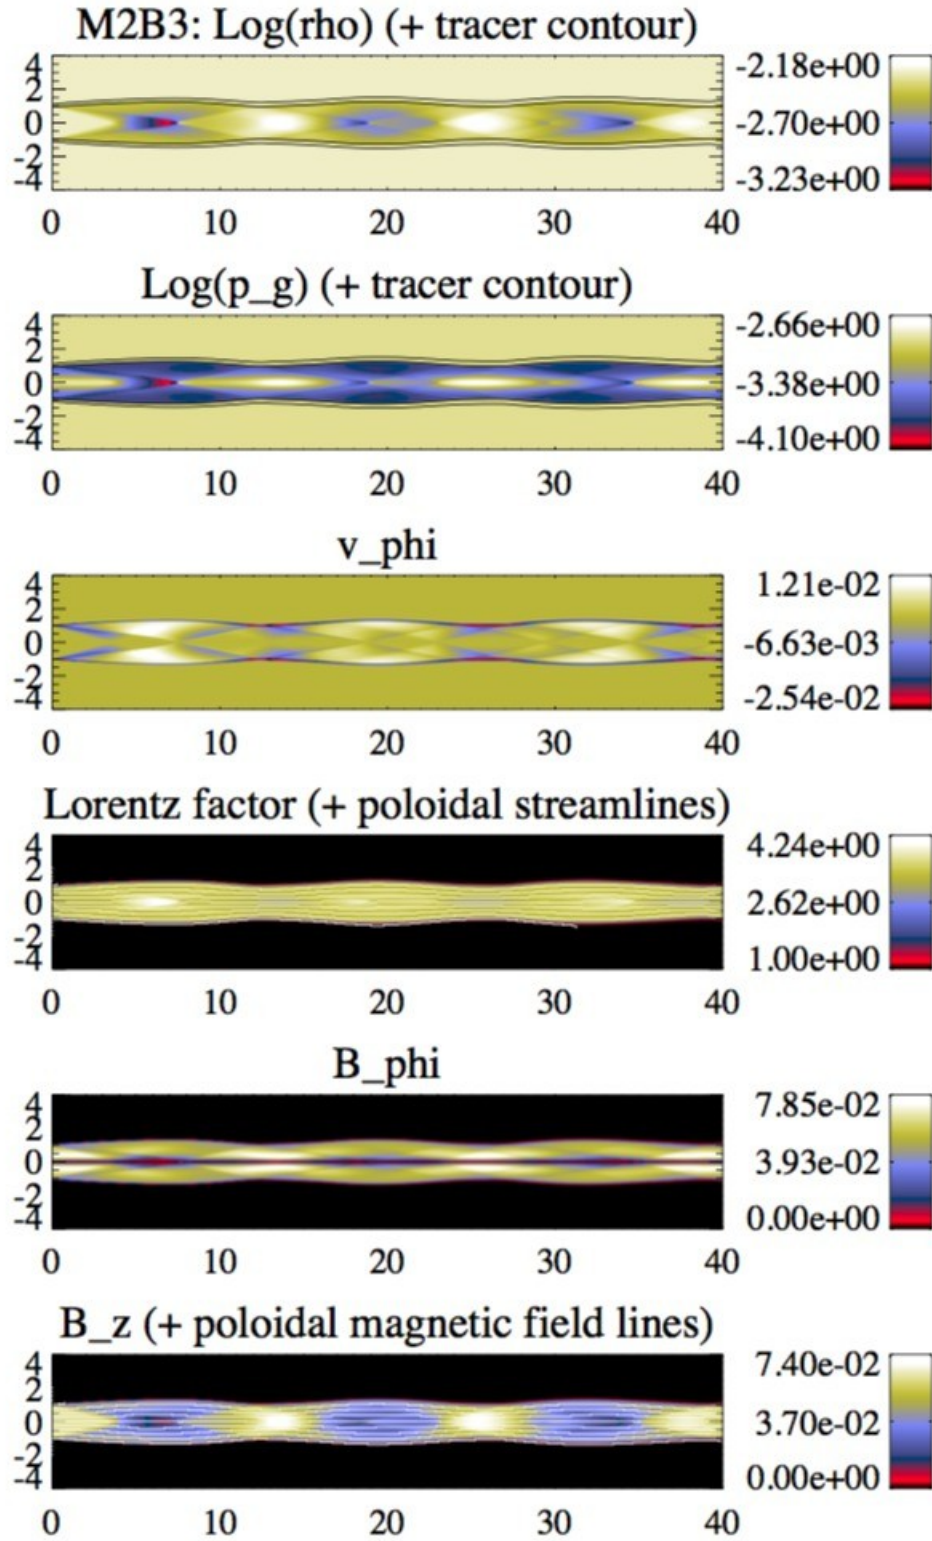 M2B3: Log(rho) (+ tracer contour)
4
2
0
-2
-4
0 10 20 30 40
-2.18e+00
-2.70e+00
-3.23e+00
Log(p_g) (+ tracer contour)
4
2
0
-2
-4
0 10 20 30 40
-2.66e+00
-3.38e+00
-4.10e+00
v_phi
4
2
0
-2
-4
0 10 20 30 40
1.21e-02
-6.63e-03
-2.54e-02
Lorentz factor (+ poloidal streamlines)
4
2
0
-2
-4
0 10 20 30 40
4.24e+00
2.62e+00
1.00e+00
B_phi
4
2
0
-2
-4
0 10 20 30 40
7.85e-02
3.93e-02
0.00e+00
B_z (+ poloidal magnetic field lines)
4
2
0
-2
-4
0 10 20 30 40
7.40e-02
3.70e-02
0.00e+00